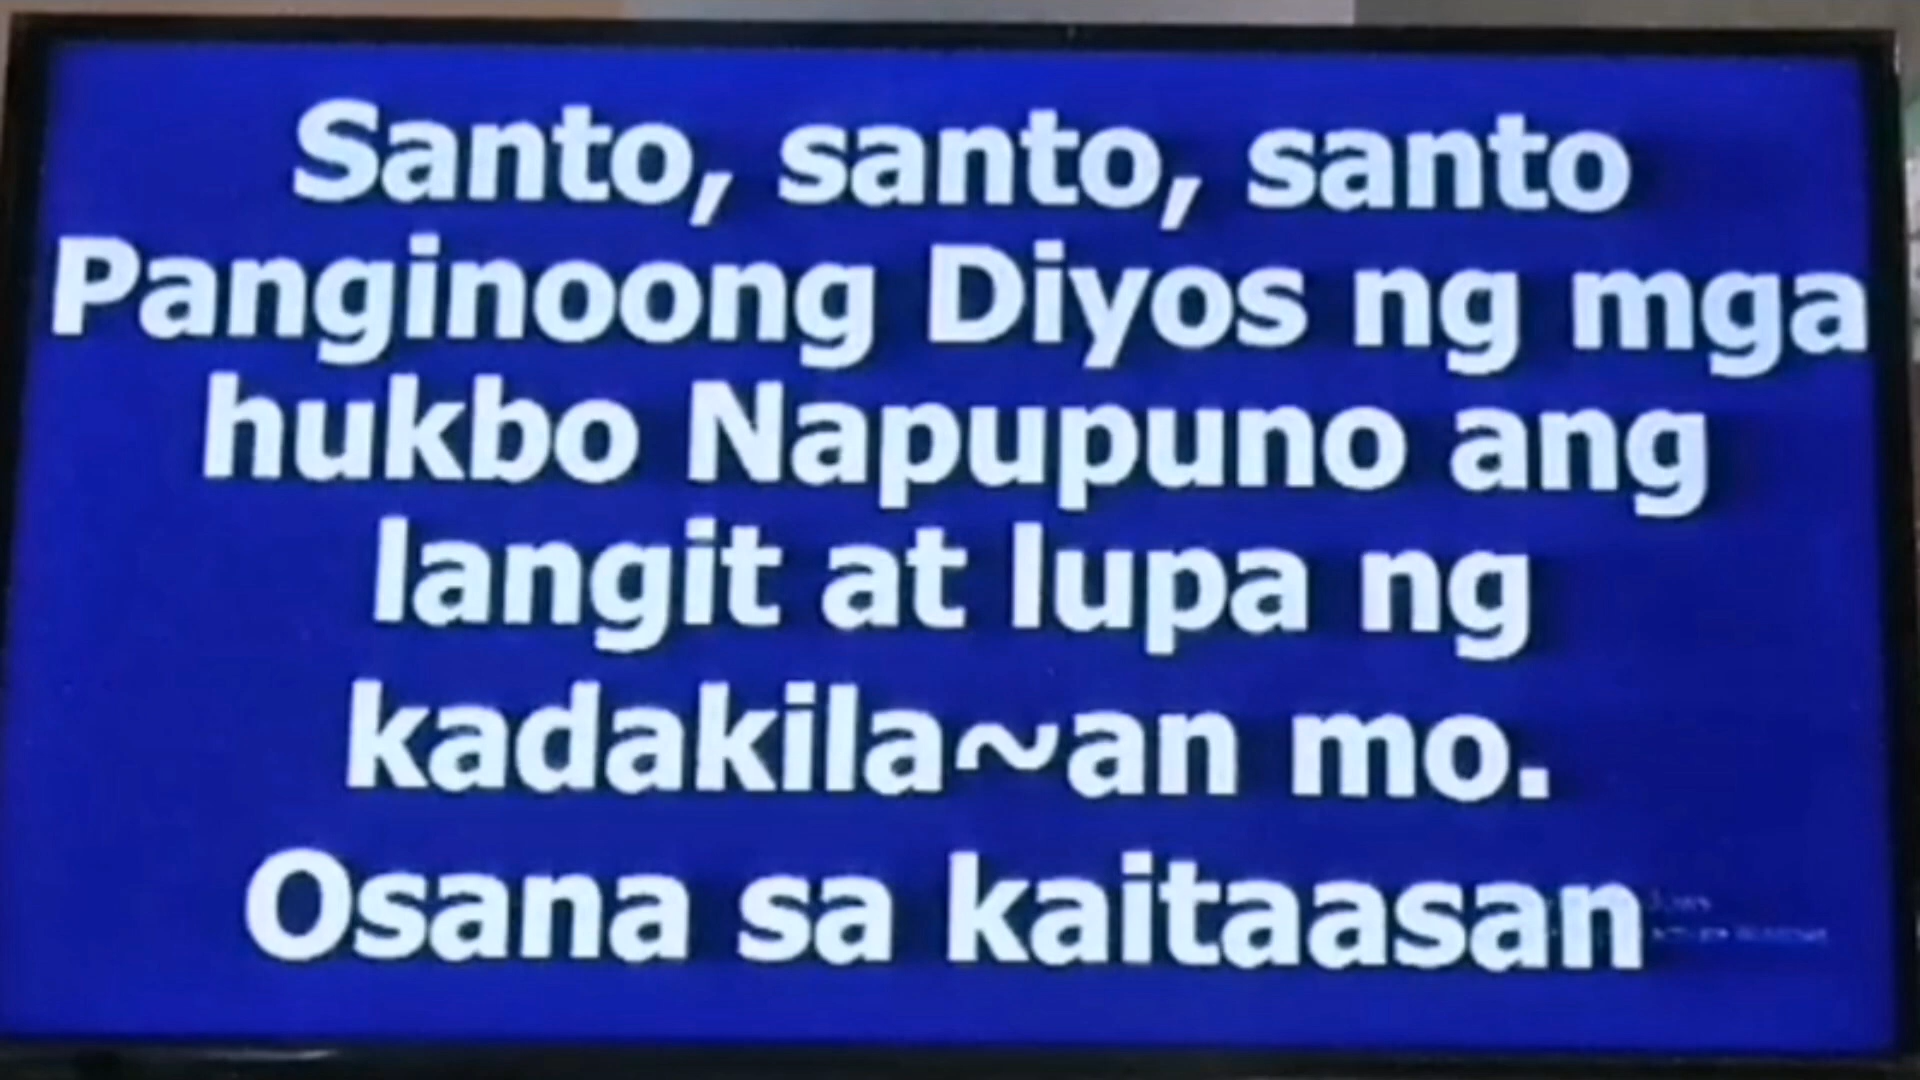 Santo, santo, santo
Panginoong Diyos ng mga
hukbo Napupuno ang
langit at lupa ng
kadakila~an mo.
Osana sa kaitaasan